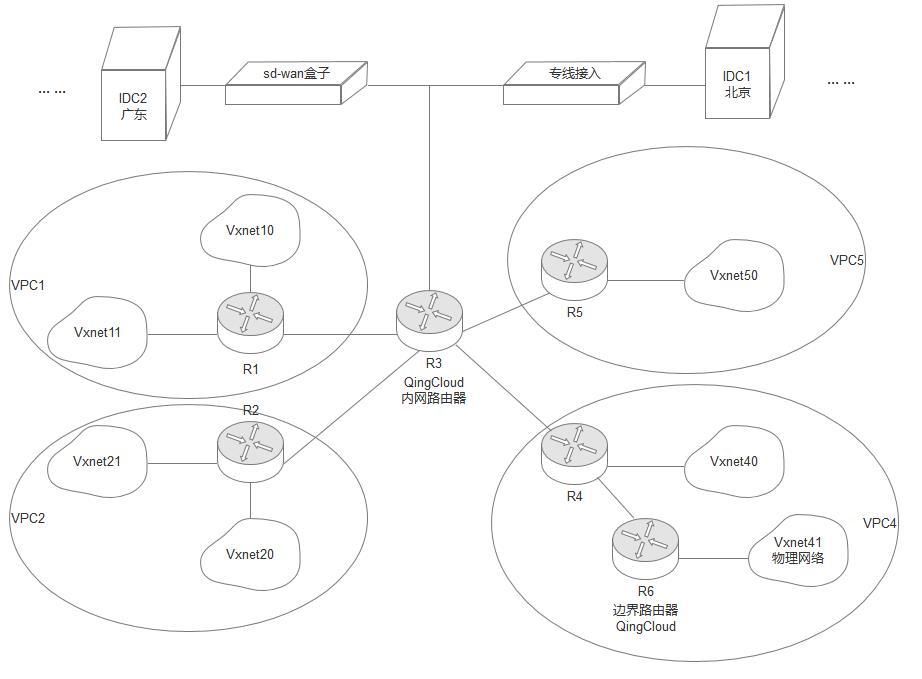 sd-wan盒子
专线接入
IDC1
北京
... ...
... ...
IDC2
广东
Vxnet10
VPC1
Vxnet11
R1
R3
QingCloud
内网路由器
VPC5
Vxnet50
R5
R2
Vxnet21
VPC2
Vxnet20
R4
Vxnet40
VPC4
Vxnet41
物理网络
R6
边界路由器
QingCloud